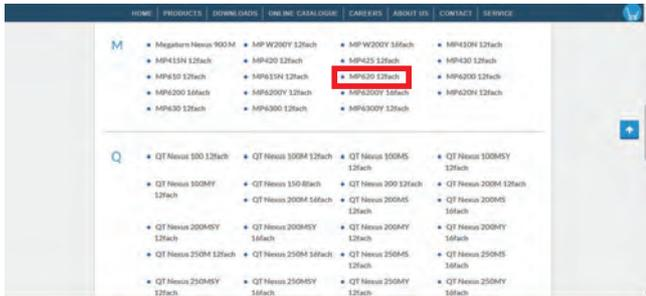 HOME PRODUCTS DOWNLOADS ONLINE CATALOGUE CAREERS ABOUT US CONTACT SERVICE
M
Megaturn Nexus 900 M MP W200Y 12fach MP W200Y 16fach MP410N 12fach
MP415N 12fach MP420 12fach MP425 12fach MP430 12fach
MP610 12fach MP615N 12fach MP620 12fach MP6200 12fach
MP6200 16fach MP6200Y 12fach MP6200Y 16fach MP620N 12fach
MP630 12fach MP6300 12fach MP6300Y 12fach
Q
QT Nexus 100 12fach QT Nexus 100M 12fach QT Nexus 100MS 12fach QT Nexus 100MSY 12fach
QT Nexus 100MY 12fach QT Nexus 150 8fach QT Nexus 200 12fach QT Nexus 200M 12fach
QT Nexus 200M 16fach QT Nexus 200MS 12fach QT Nexus 200MS 16fach
QT Nexus 200MSY 12fach QT Nexus 200MSY 16fach QT Nexus 200MY 12fach QT Nexus 200MY 16fach
QT Nexus 250M 12fach QT Nexus 250M 16fach QT Nexus 250MS 12fach QT Nexus 250MS 16fach
QT Nexus 250MSY 12fach QT Nexus 250MSY 16fach QT Nexus 250MY 12fach QT Nexus 250MY 16fach